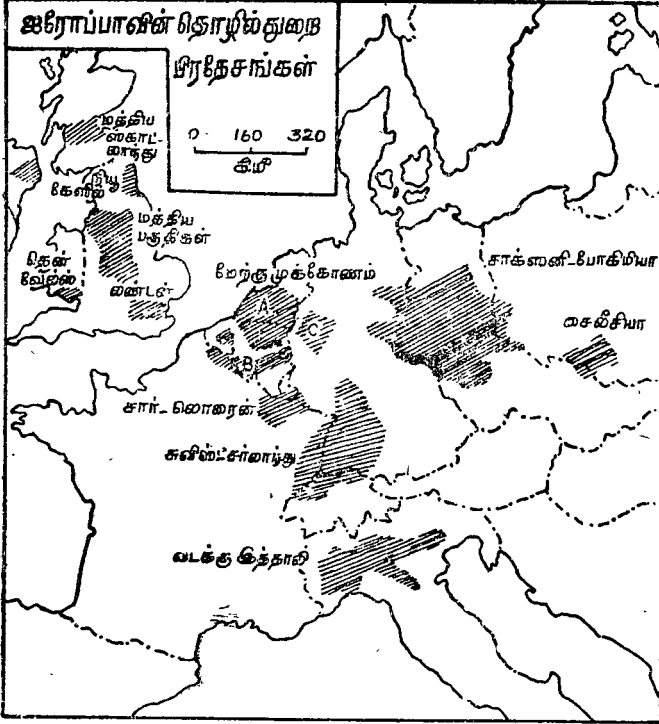 ஐரோப்பாவின் தொழில்துறை
பிரதேசங்கள்
0 160 320
கி.மீ
மத்திய
ஸ்காட்-
லாந்து
நியூ
கேஸில்
மத்திய
பகுதிகள்
தென்
வேல்ஸ்
லண்டன்
மேற்கு முக்கோணம்
A
B
C
சாக்ஸனி-போகிமியா
சைலீசியா
சார்-லொரைன்
சுவிஸ்ட்சர்லாந்து
வடக்கு இத்தாலி